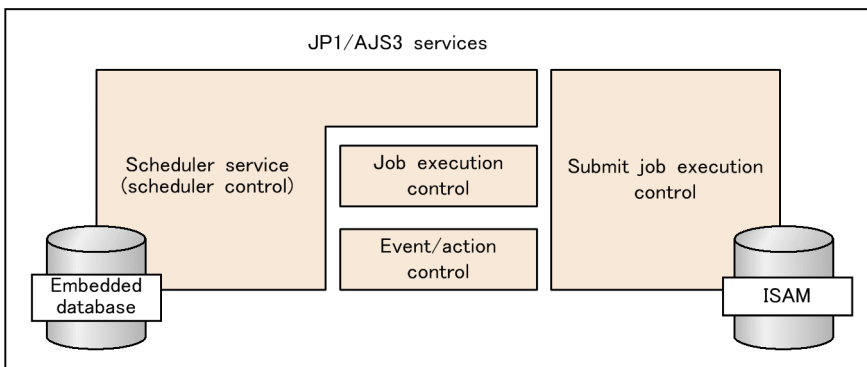 JP1/AJS3 services
Scheduler service
(scheduler control)
Job execution
control
Event/action
control
Submit job execution
control
Embedded
database
ISAM